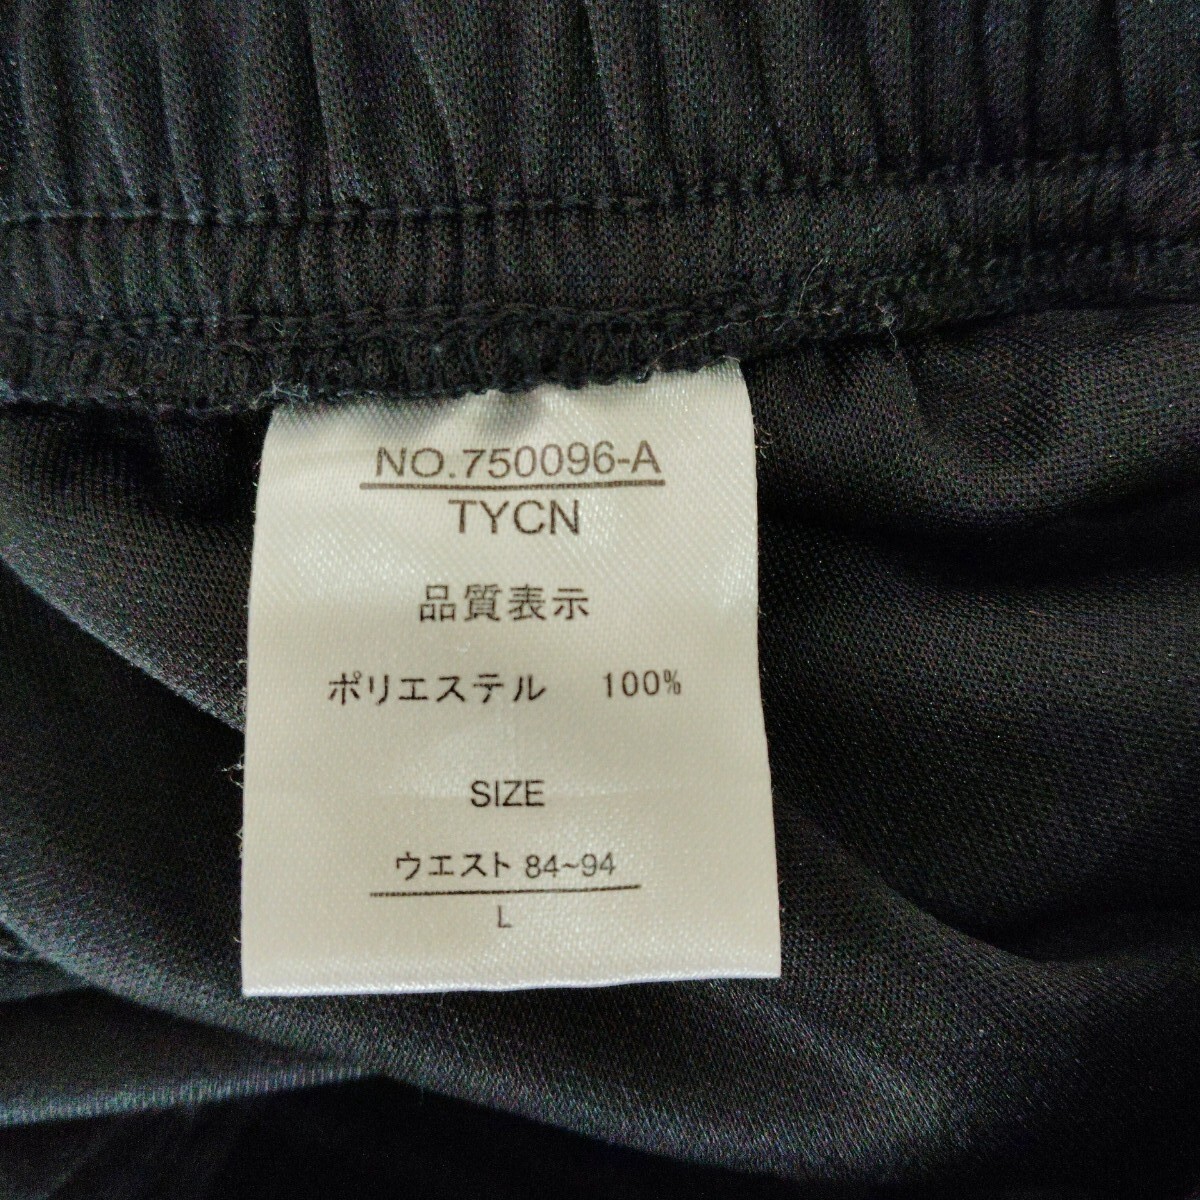 NO.750096-A
TYCN
品質表示
ポリエステル 100%
SIZE
ウエスト 84~94
L